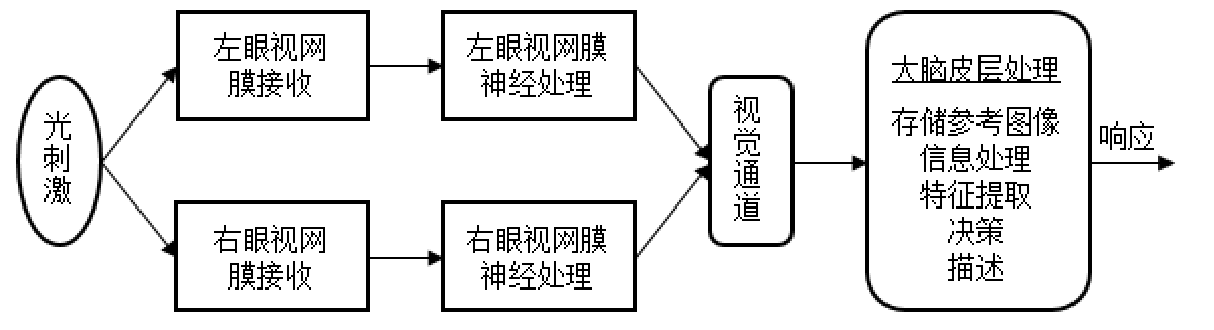 光
刺
激
左眼视网
膜接收
左眼视网膜
神经处理
右眼视网
膜接收
右眼视网膜
神经处理
视
觉
通
道
大脑皮层处理
存储参考图像
信息处理
特征提取
决策
描述
响应